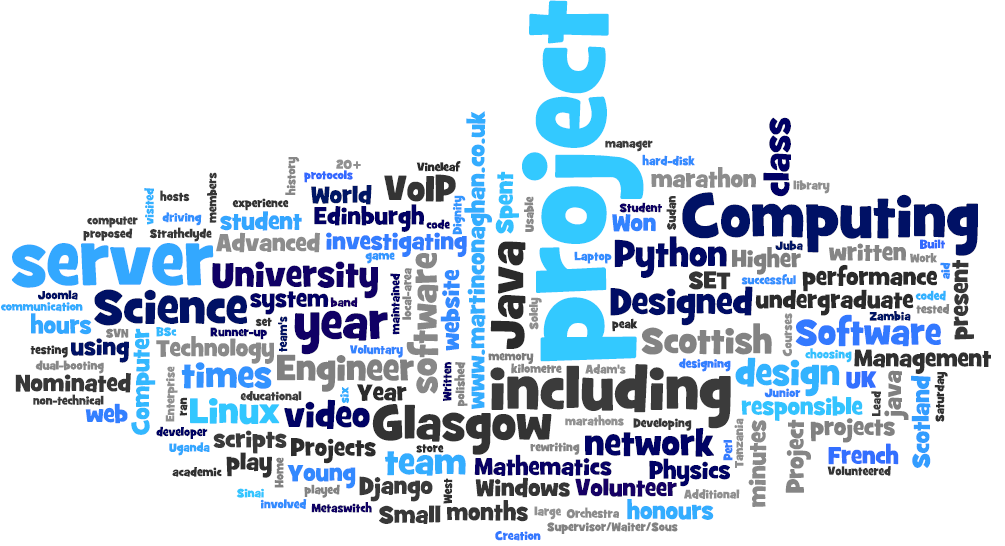 project
manager
hard-disk
class
20+
Vineleaf
history
protocols
marathon
library
members
hosts
visited
World
VoIP
www.martinconaghan.co.uk
Spent
Usable
Student
Sudan
Computing
experience
computer
driving
student
Edinburgh
code
Dignity
Won
proposed
Strathclyde
Advanced
investigating
game
Laptop
Python
Higher
Juba
written
Built
Work
server
University
software
local-area
website
Java
Solely
SET
successful
performance
aid
present
Joomla
Science
system
band
maintained
Designed
undergraduate
coded
tested
communication
hours
SVN
BSc
Runner-up
set
team's
year
peak
Scottish
Courses
Zambia
Software
testing
using
Computer
Technology
Voluntary
memory
designing
choosing
Management
dual-booting
Nominated
non-technical
Enterprise
times
Engineer
six
Year
Written
polished
kilometre
Adam's
including
design
UK
Junior
Lead
java
Scotland
Saturday
web
ran
Linux
educational
video
Glasgow
marathons
Developing
responsible
projects
developer
Uganda
scripts
Projects
store
rewriting
network
Perl
Tanzania
minutes
Project
French
Volunteered
academic
play
Home
Young
team
Mathematics
Physics
Sinai
played
Django
West
Windows
Volunteer
Additional
involved
Metaswitch
Small
months
large
Orchestra
honours
Supervisor/Waiter/Sous
Creation